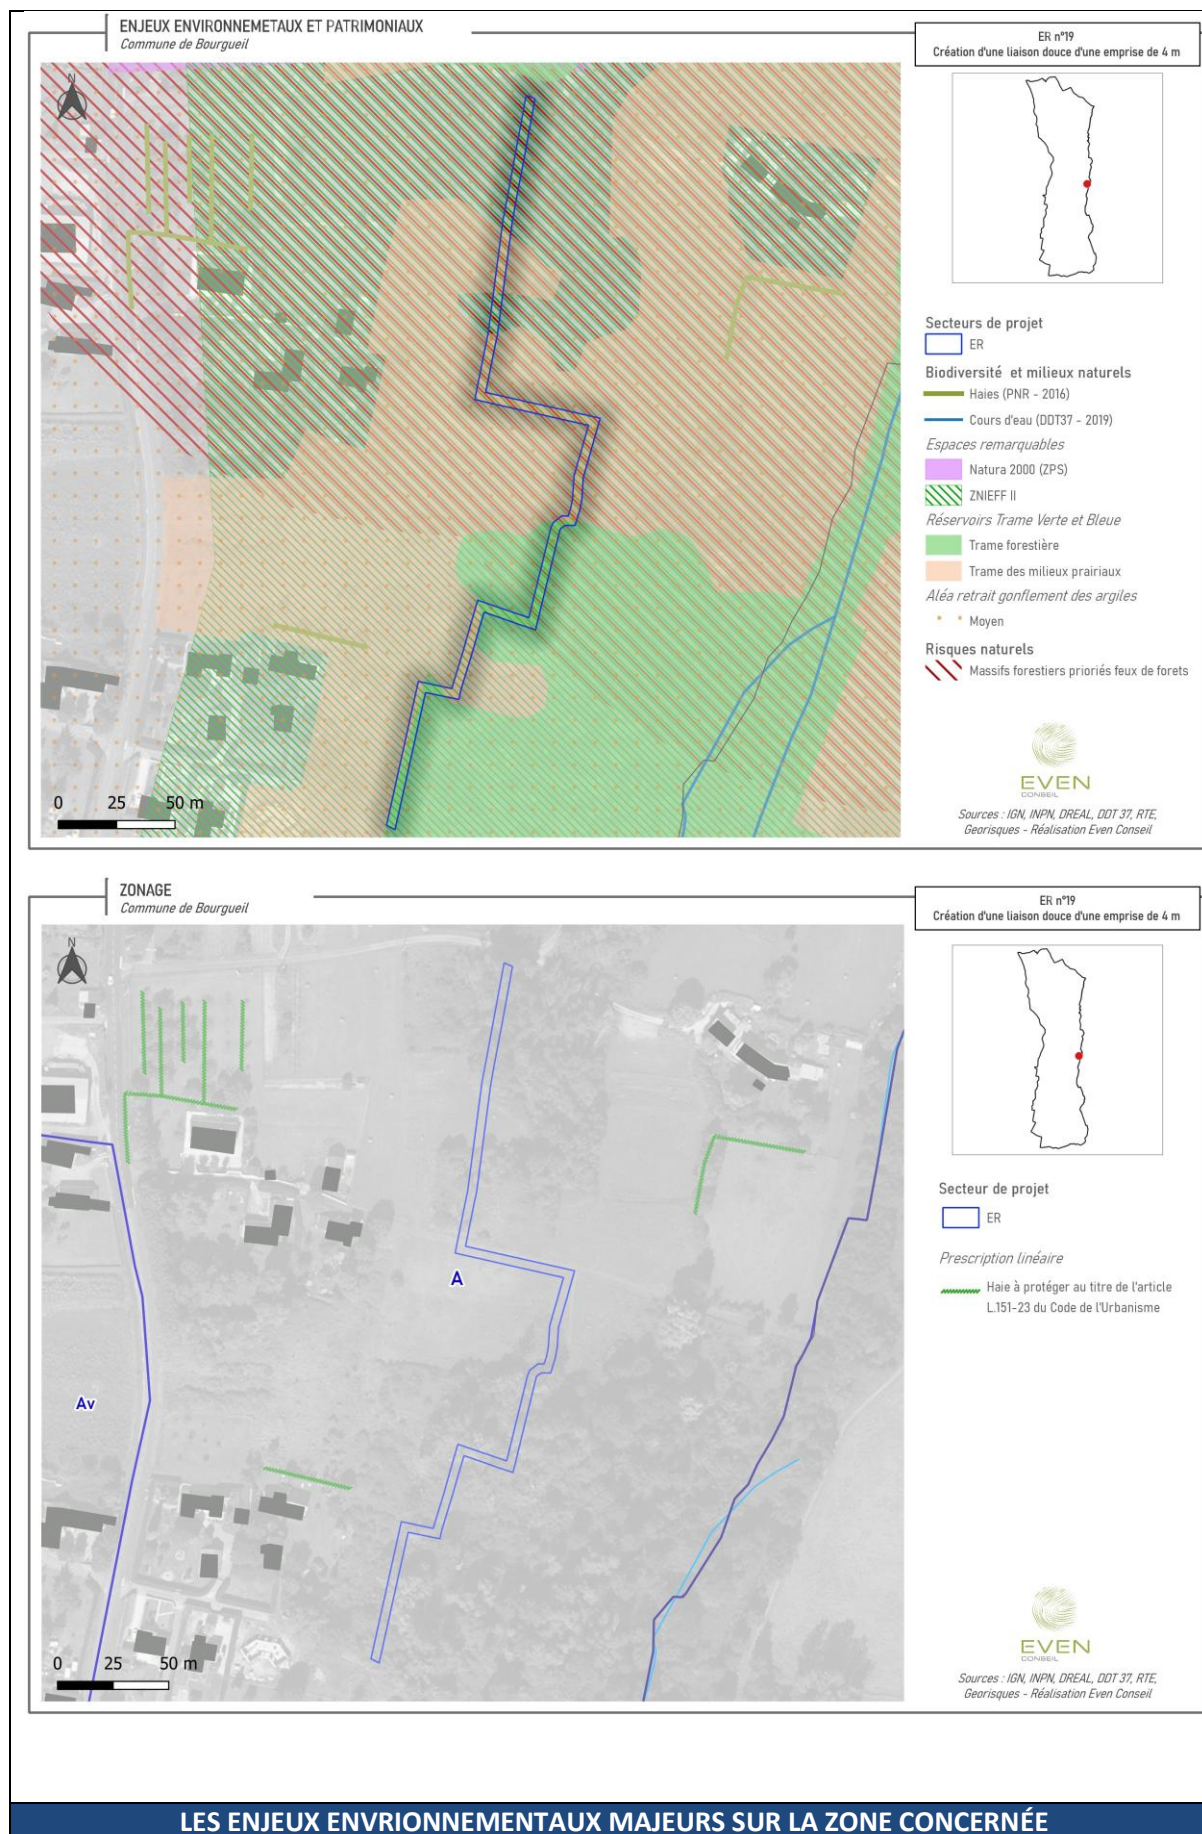 ENJEUX ENVIRONNEMETAUX ET PATRIMONIAUX
Commune de Bourgueil
ER n°19
Création d'une liaison douce d'une emprise de 4 m
N
0 25 50 m
Secteurs de projet
ER
Biodiversité et milieux naturels
Haies (PNR - 2016)
Cours d'eau (DDT37 - 2019)
Espaces remarquables
Natura 2000 (ZPS)
ZNIEFF II
Réservoirs Trame Verte et Bleue
Trame forestière
Trame des milieux prairiaux
Aléa retrait gonflement des argiles
Moyen
Risques naturels
Massifs forestiers prioriés feux de forets
EVEN
CONSEIL
Sources : IGN, INPN, DREAL, DDT 37, RTE,
Georisques - Réalisation Even Conseil
ZONAGE
Commune de Bourgueil
ER n°19
Création d'une liaison douce d'une emprise de 4 m
N
A
Av
0 25 50 m
Secteur de projet
ER
Prescription linéaire
Haie à protéger au titre de l'article
L.151-23 du Code de l'Urbanisme
EVEN
CONSEIL
Sources : IGN, INPN, DREAL, DDT 37, RTE,
Georisques - Réalisation Even Conseil
LES ENJEUX ENVRIONNEMENTAUX MAJEURS SUR LA ZONE CONCERNÉE